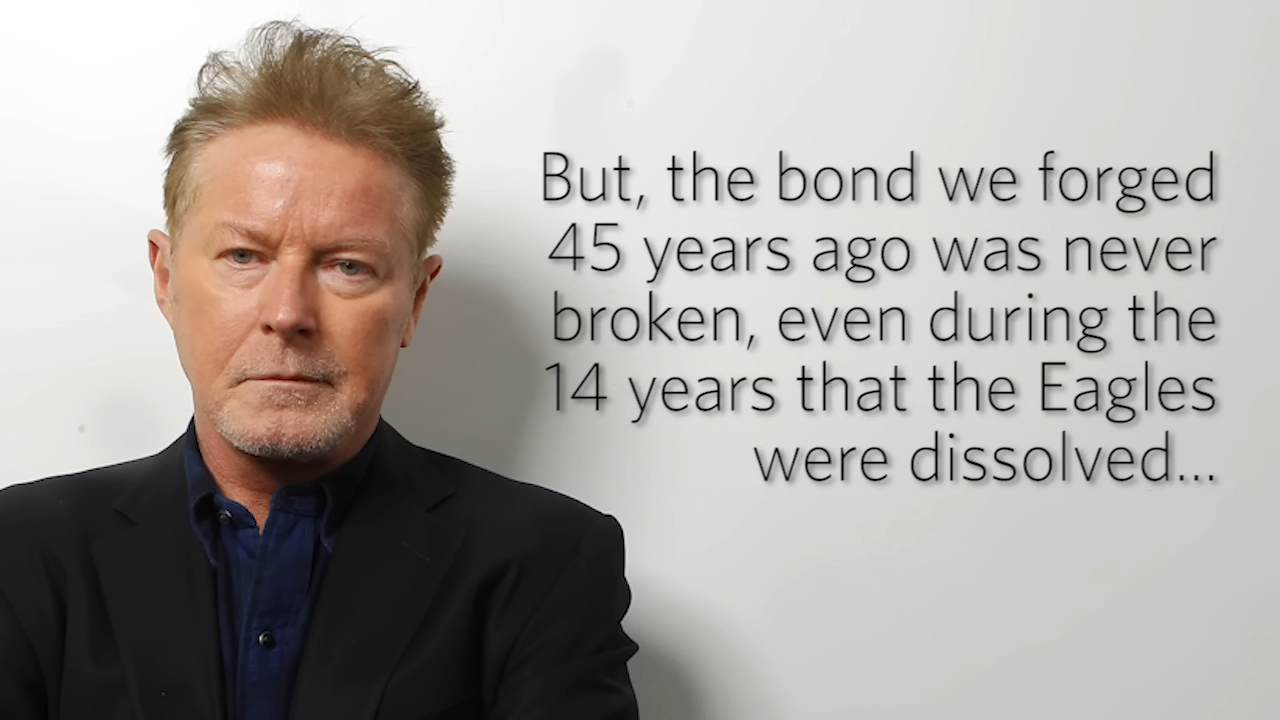 But, the bond we forged
45 years ago was never
broken, even during the
14 years that the Eagles
were dissolved...